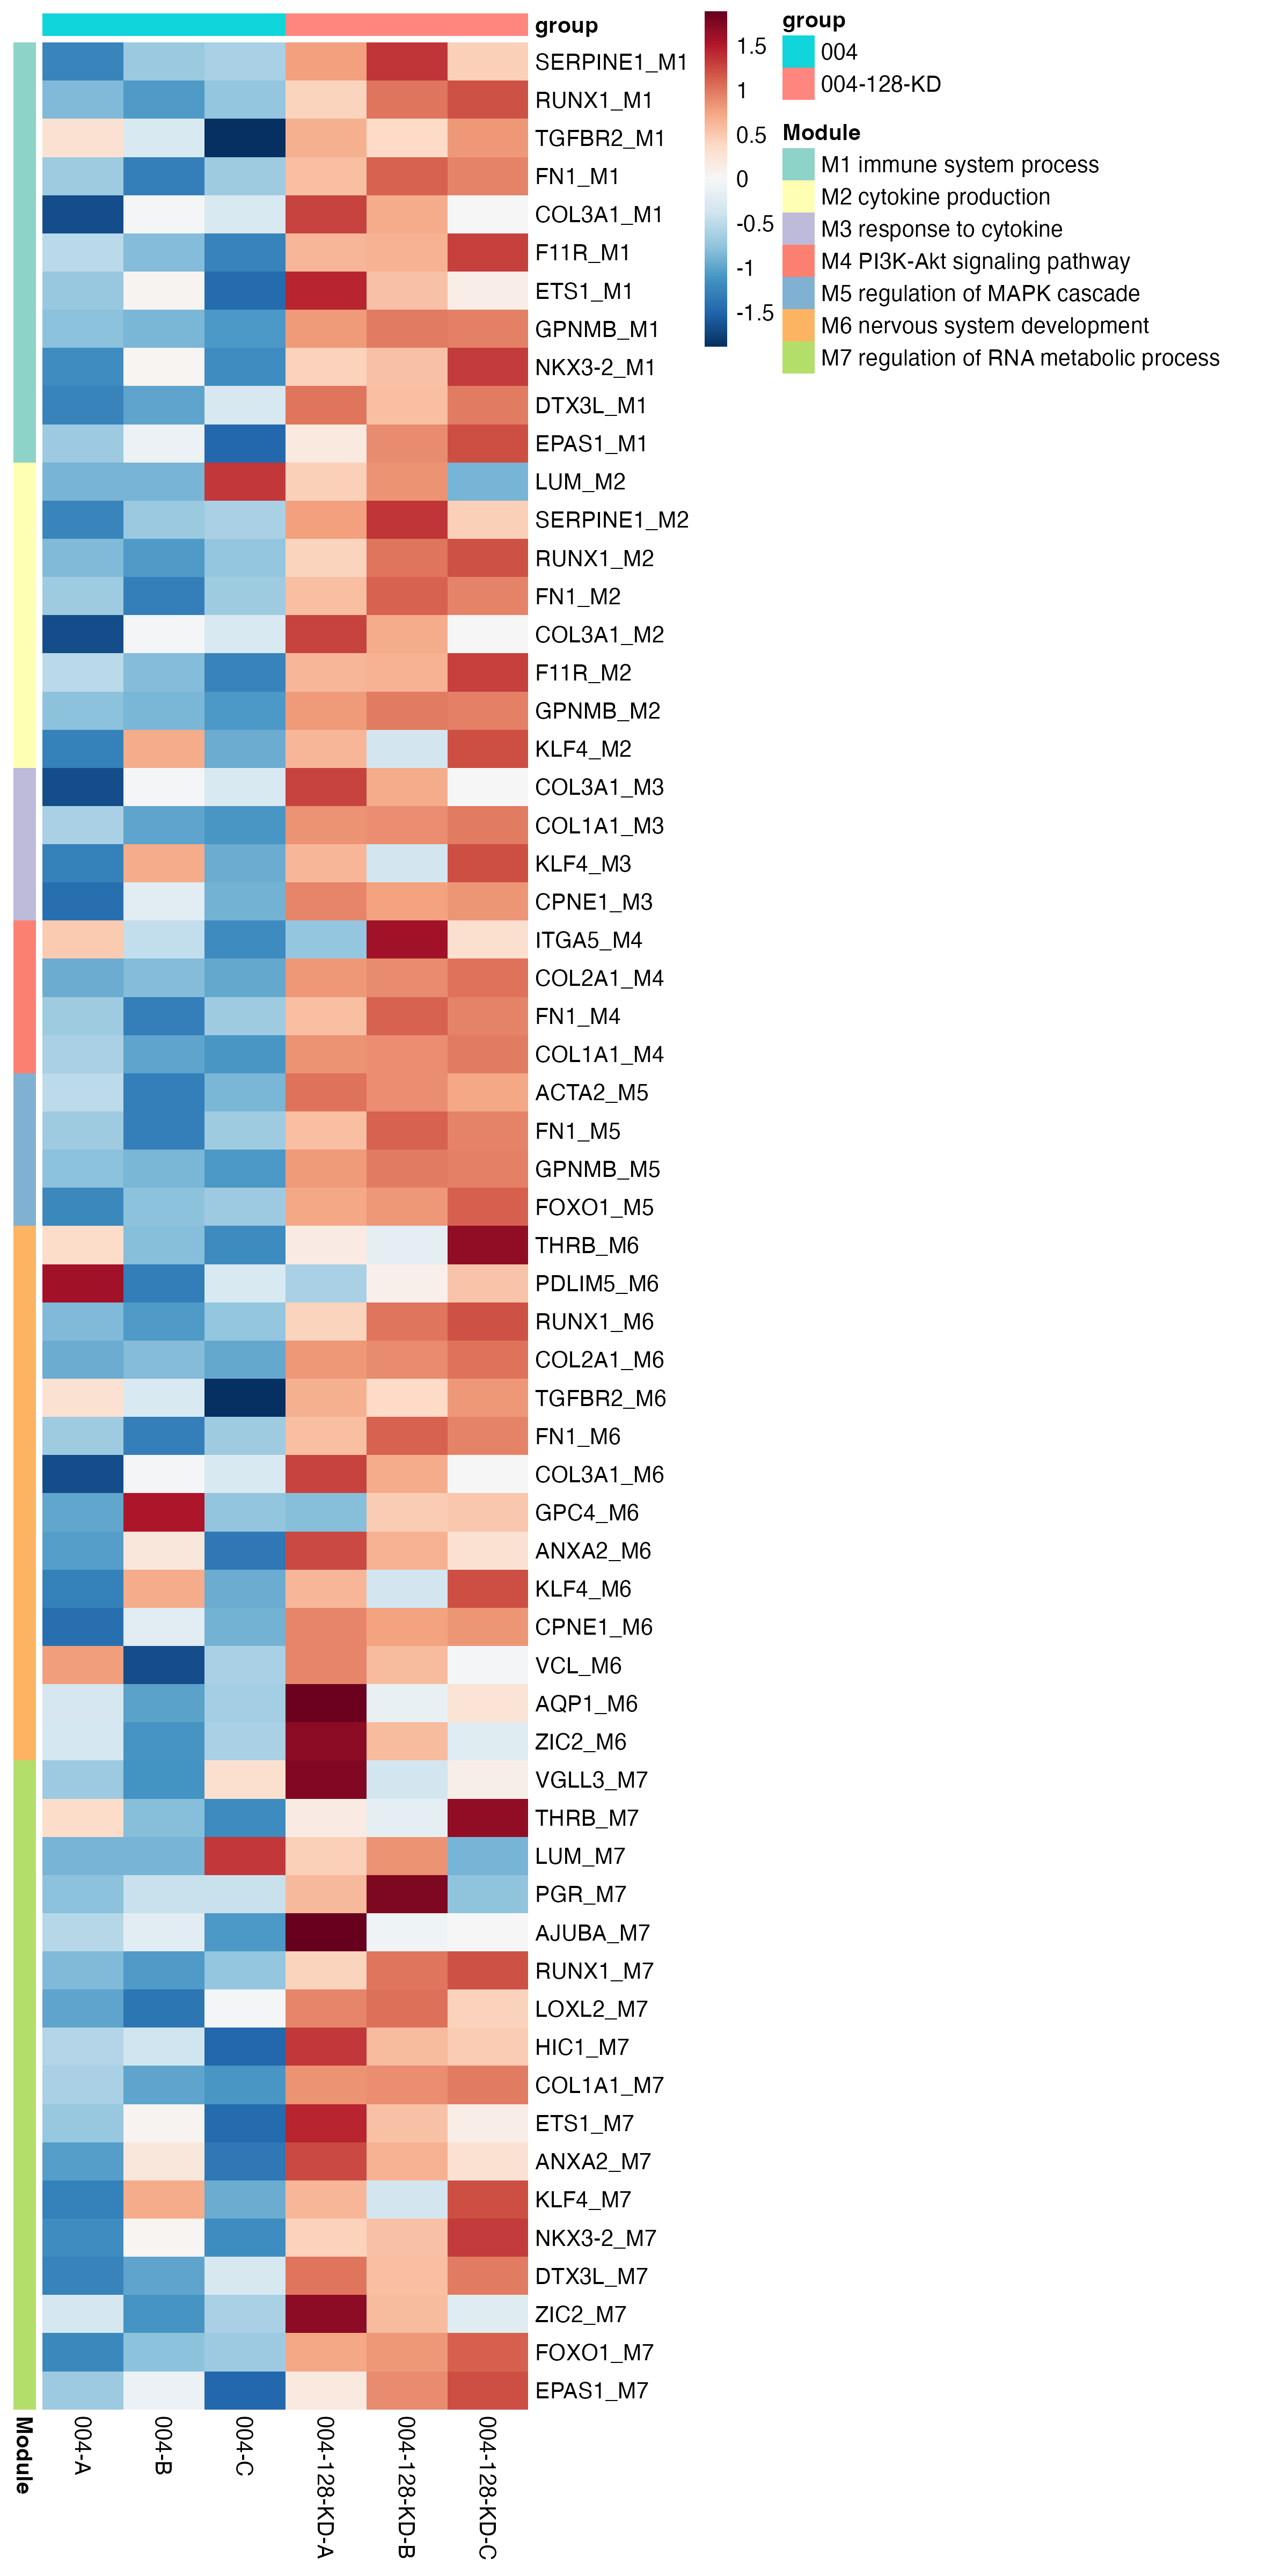 group
SERPINE1_M1
RUNX1_M1
TGFBR2_M1
FN1_M1
COL3A1_M1
F11R_M1
ETS1_M1
GPNMB_M1
NKX3-2_M1
DTX3L_M1
EPAS1_M1
LUM_M2
SERPINE1_M2
RUNX1_M2
FN1_M2
COL3A1_M2
F11R_M2
GPNMB_M2
KLF4_M2
COL3A1_M3
COL1A1_M3
KLF4_M3
CPNE1_M3
ITGA5_M4
COL2A1_M4
FN1_M4
COL1A1_M4
ACTA2_M5
FN1_M5
GPNMB_M5
FOXO1_M5
THRB_M6
PDLIM5_M6
RUNX1_M6
COL2A1_M6
TGFBR2_M6
FN1_M6
COL3A1_M6
GPC4_M6
ANXA2_M6
KLF4_M6
CPNE1_M6
VCL_M6
AQP1_M6
ZIC2_M6
VGLL3_M7
THRB_M7
LUM_M7
PGR_M7
AJUBA_M7
RUNX1_M7
LOXL2_M7
HIC1_M7
COL1A1_M7
ETS1_M7
ANXA2_M7
KLF4_M7
NKX3-2_M7
DTX3L_M7
ZIC2_M7
FOXO1_M7
EPAS1_M7
Module
004-A
004-B
004-C
004-128-KD-A
004-128-KD-B
004-128-KD-C
1.5
1
0.5
0
-0.5
-1
-1.5
group
004
004-128-KD
Module
M1 immune system process
M2 cytokine production
M3 response to cytokine
M4 PI3K-Akt signaling pathway
M5 regulation of MAPK cascade
M6 nervous system development
M7 regulation of RNA metabolic process